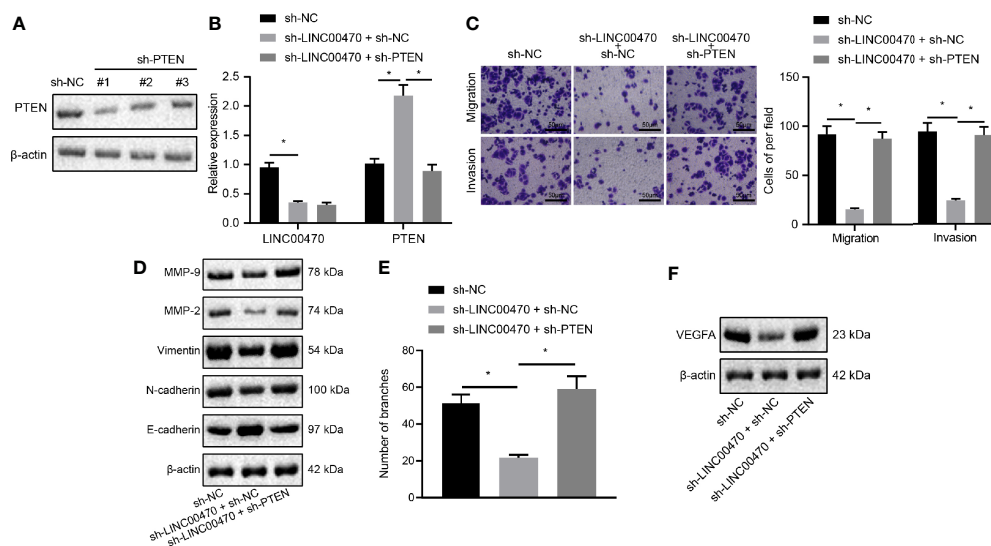 A
sh-PTEN
sh-NC #1 #2 #3
PTEN
β-actin
B
sh-NC
sh-LINC00470 + sh-NC
sh-LINC00470 + sh-PTEN
Relative expression
2.5
2.0
1.5
1.0
0.5
0.0
* * *
LINC00470 PTEN
C
sh-NC
sh-LINC00470
+
sh-NC
sh-LINC00470
+
sh-PTEN
Migration
Invasion
50μm 50μm 50μm
50μm 50μm 50μm
sh-NC
sh-LINC00470 + sh-NC
sh-LINC00470 + sh-PTEN
Cells of per field
150
100
50
0
* * * *
Migration Invasion
D
MMP-9 78 kDa
MMP-2 74 kDa
Vimentin 54 kDa
N-cadherin 100 kDa
E-cadherin 97 kDa
β-actin 42 kDa
sh-NC
sh-LINC00470 + sh-NC
sh-LINC00470 + sh-PTEN
E
sh-NC
sh-LINC00470 + sh-NC
sh-LINC00470 + sh-PTEN
Number of branches
80
60
40
20
0
* *
F
VEGFA 23 kDa
β-actin 42 kDa
sh-NC
sh-LINC00470 + sh-NC
sh-LINC00470 + sh-PTEN